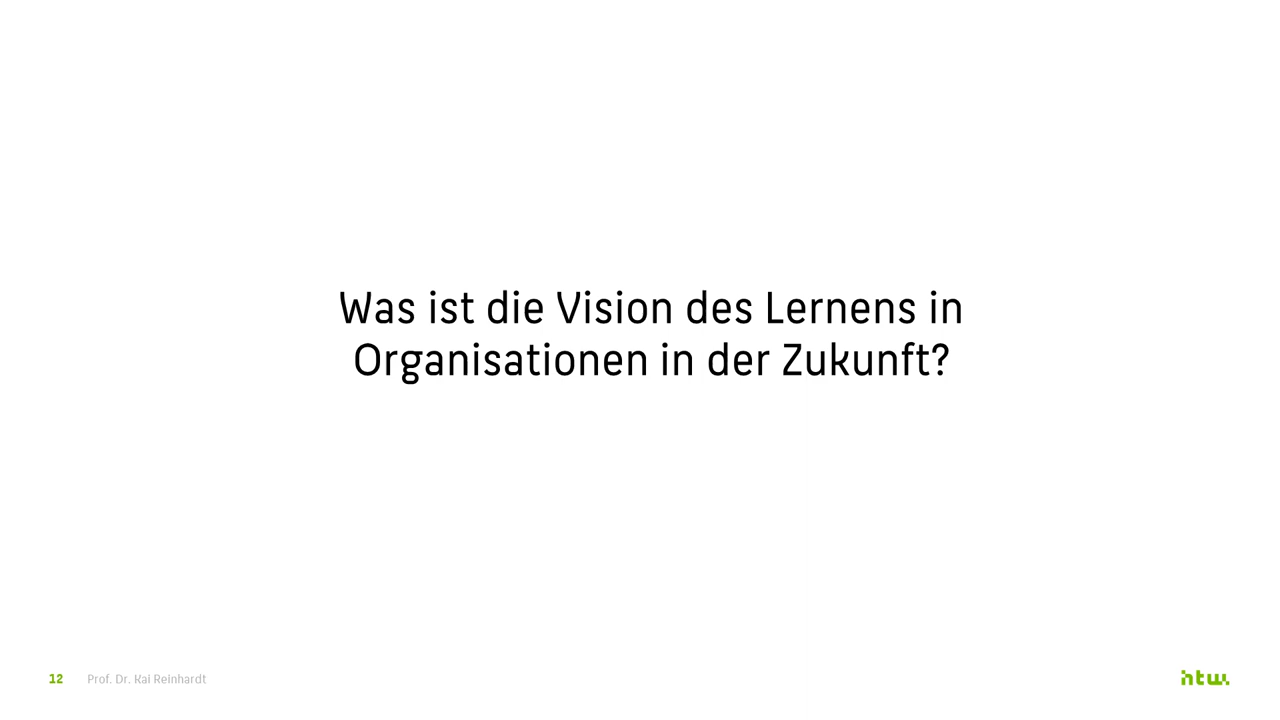 Was ist die Vision des Lernens in
Organisationen in der Zukunft?
12 Prof. Dr. Kai Reinhardt
htw.